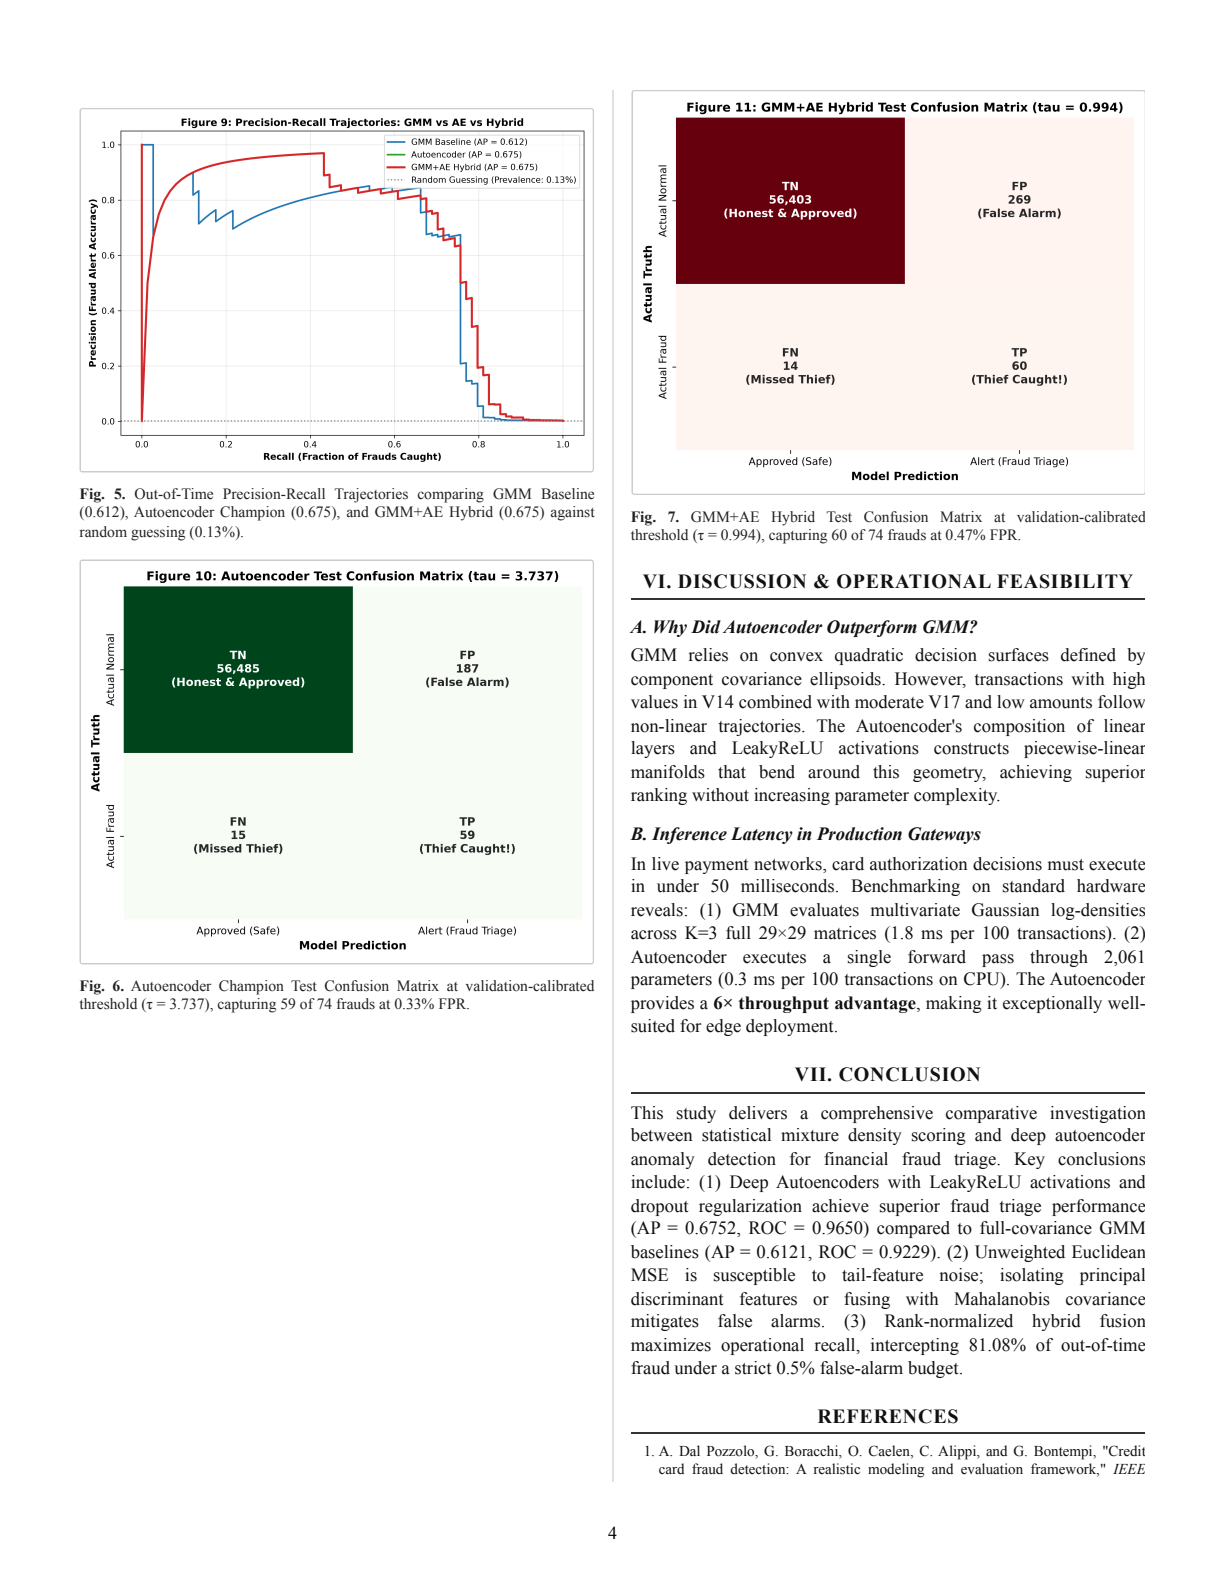 Figure 9: Precision-Recall Trajectories: GMM vs AE vs Hybrid
GMM Baseline (AP = 0.612)
Autoencoder (AP = 0.675)
GMM+AE Hybrid (AP = 0.675)
Random Guessing (Prevalence: 0.13%)
1.0
0.8
0.6
0.4
0.2
0.0
Precision (Fraud Alert Accuracy)
0.0 0.2 0.4 0.6 0.8 1.0
Recall (Fraction of Frauds Caught)
Fig. 5. Out-of-Time Precision-Recall Trajectories comparing GMM Baseline
(0.612), Autoencoder Champion (0.675), and GMM+AE Hybrid (0.675) against
random guessing (0.13%).
Figure 10: Autoencoder Test Confusion Matrix (tau = 3.737)
Actual Truth
Actual Normal
TN
56,485
(Honest & Approved)
FP
187
(False Alarm)
Actual Fraud
FN
15
(Missed Thief)
TP
59
(Thief Caught!)
Approved (Safe) Alert (Fraud Triage)
Model Prediction
Fig. 6. Autoencoder Champion Test Confusion Matrix at validation-calibrated
threshold (τ = 3.737), capturing 59 of 74 frauds at 0.33% FPR.
Figure 11: GMM+AE Hybrid Test Confusion Matrix (tau = 0.994)
Actual Truth
Actual Normal
TN
56,403
(Honest & Approved)
FP
269
(False Alarm)
Actual Fraud
FN
14
(Missed Thief)
TP
60
(Thief Caught!)
Approved (Safe) Alert (Fraud Triage)
Model Prediction
Fig. 7. GMM+AE Hybrid Test Confusion Matrix at validation-calibrated
threshold (τ = 0.994), capturing 60 of 74 frauds at 0.47% FPR.
VI. DISCUSSION & OPERATIONAL FEASIBILITY
A. Why Did Autoencoder Outperform GMM?
GMM relies on convex quadratic decision surfaces defined by
component covariance ellipsoids. However, transactions with high
values in V14 combined with moderate V17 and low amounts follow
non-linear trajectories. The Autoencoder's composition of linear
layers and LeakyReLU activations constructs piecewise-linear
manifolds that bend around this geometry, achieving superior
ranking without increasing parameter complexity.
B. Inference Latency in Production Gateways
In live payment networks, card authorization decisions must execute
in under 50 milliseconds. Benchmarking on standard hardware
reveals: (1) GMM evaluates multivariate Gaussian log-densities
across K=3 full 29×29 matrices (1.8 ms per 100 transactions). (2)
Autoencoder executes a single forward pass through 2,061
parameters (0.3 ms per 100 transactions on CPU). The Autoencoder
provides a 6× throughput advantage, making it exceptionally well-
suited for edge deployment.
VII. CONCLUSION
This study delivers a comprehensive comparative investigation
between statistical mixture density scoring and deep autoencoder
anomaly detection for financial fraud triage. Key conclusions
include: (1) Deep Autoencoders with LeakyReLU activations and
dropout regularization achieve superior fraud triage performance
(AP = 0.6752, ROC = 0.9650) compared to full-covariance GMM
baselines (AP = 0.6121, ROC = 0.9229). (2) Unweighted Euclidean
MSE is susceptible to tail-feature noise; isolating principal
discriminant features or fusing with Mahalanobis covariance
mitigates false alarms. (3) Rank-normalized hybrid fusion
maximizes operational recall, intercepting 81.08% of out-of-time
fraud under a strict 0.5% false-alarm budget.
REFERENCES
1. A. Dal Pozzolo, G. Boracchi, O. Caelen, C. Alippi, and G. Bontempi, "Credit
card fraud detection: A realistic modeling and evaluation framework," IEEE
4